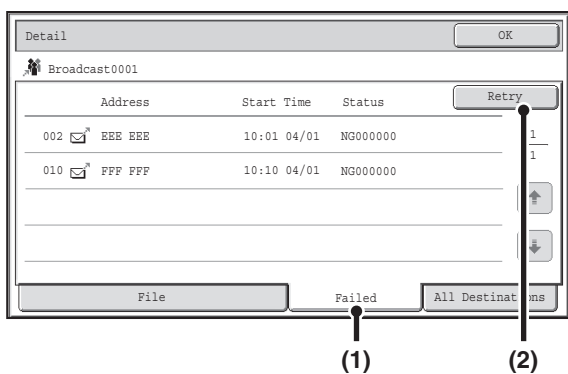 Detail OK
Broadcast0001
Address Start Time Status Retry
002 EEE EEE 10:01 04/01 NG000000 1
1
010 FFF FFF 10:10 04/01 NG000000
File Failed All Destinations
(1) (2)